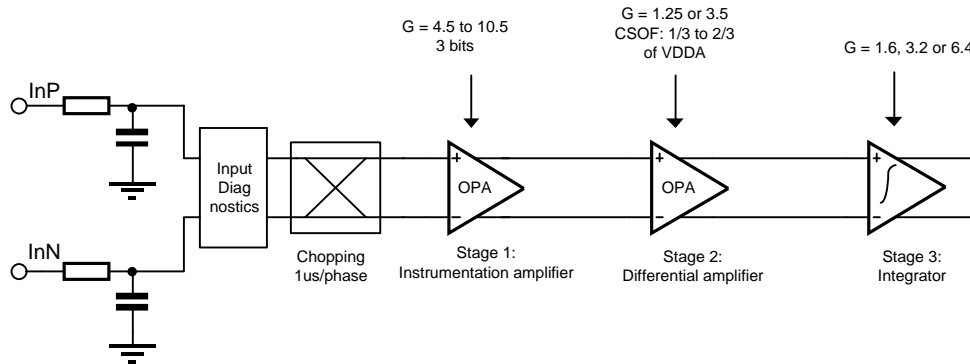 G = 4.5 to 10.5
3 bits
G = 1.25 or 3.5
CSOF: 1/3 to 2/3
of VDDA
G = 1.6, 3.2 or 6.4
InP
InN
Input
Diag
nostics
+
OPA
−
+
OPA
−
+
−
Chopping
1us/phase
Stage 1:
Instrumentation amplifier
Stage 2:
Differential amplifier
Stage 3:
Integrator